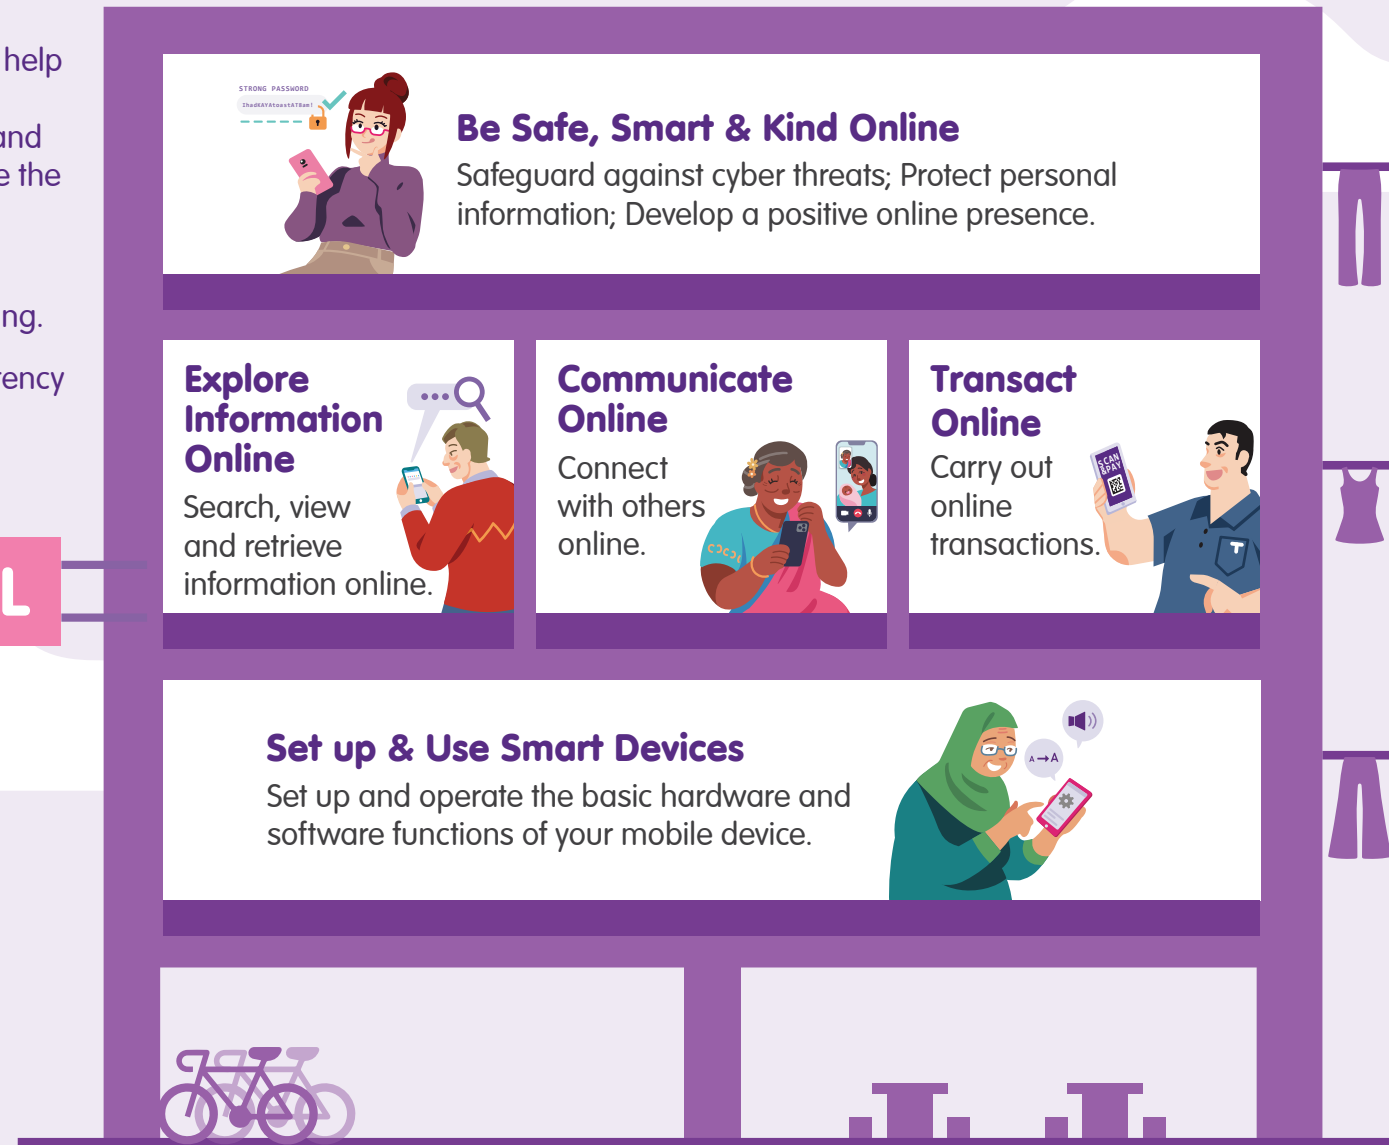 help
and
e the
ng.
rency
L
STRONG PASSWORD
IhadKAYAtoastAT8am!
Be Safe, Smart & Kind Online
Safeguard against cyber threats; Protect personal
information; Develop a positive online presence.
Explore
Information
Online
Search, view
and retrieve
information online.
Communicate
Online
Connect
with others
online.
Transact
Online
Carry out
online
transactions.
SCAN
&PAY
T
Set up & Use Smart Devices
Set up and operate the basic hardware and
software functions of your mobile device.
A→A